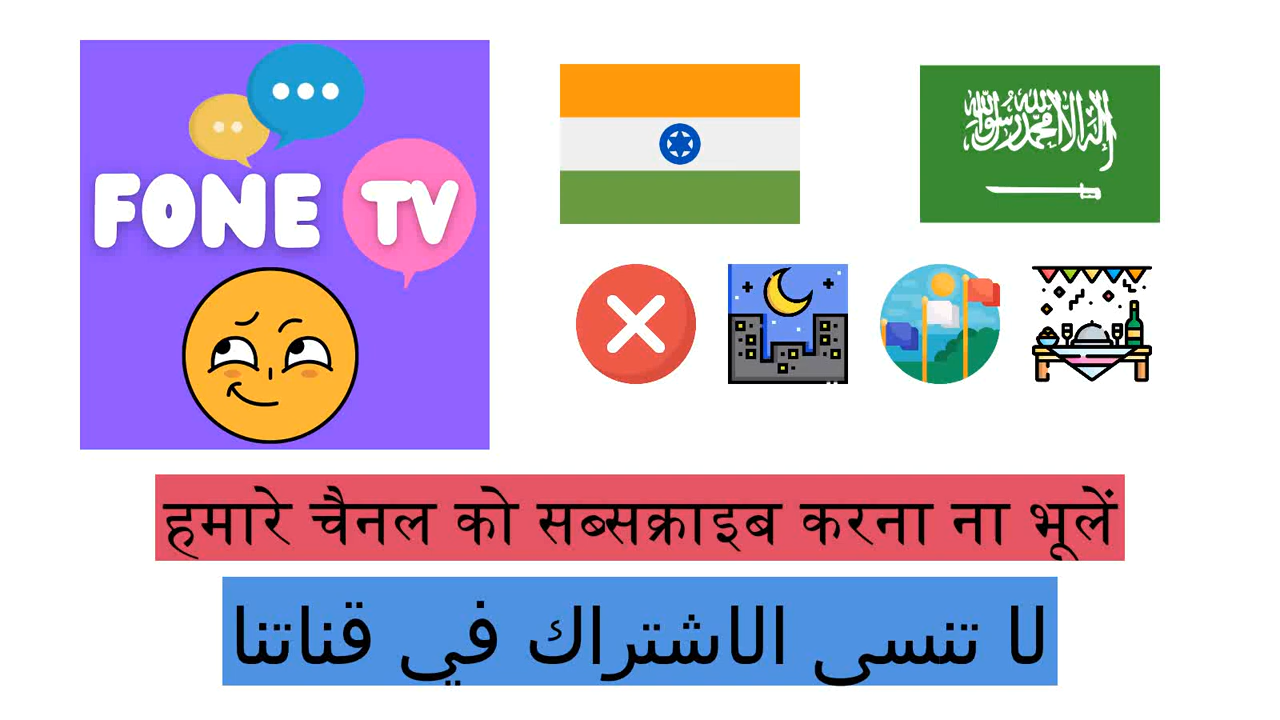 FONE TV
لا إله إلا الله محمد رسول الله
हमारे चैनल को सब्सक्राइब करना ना भूलें
لا تنسى الاشتراك في قناتنا